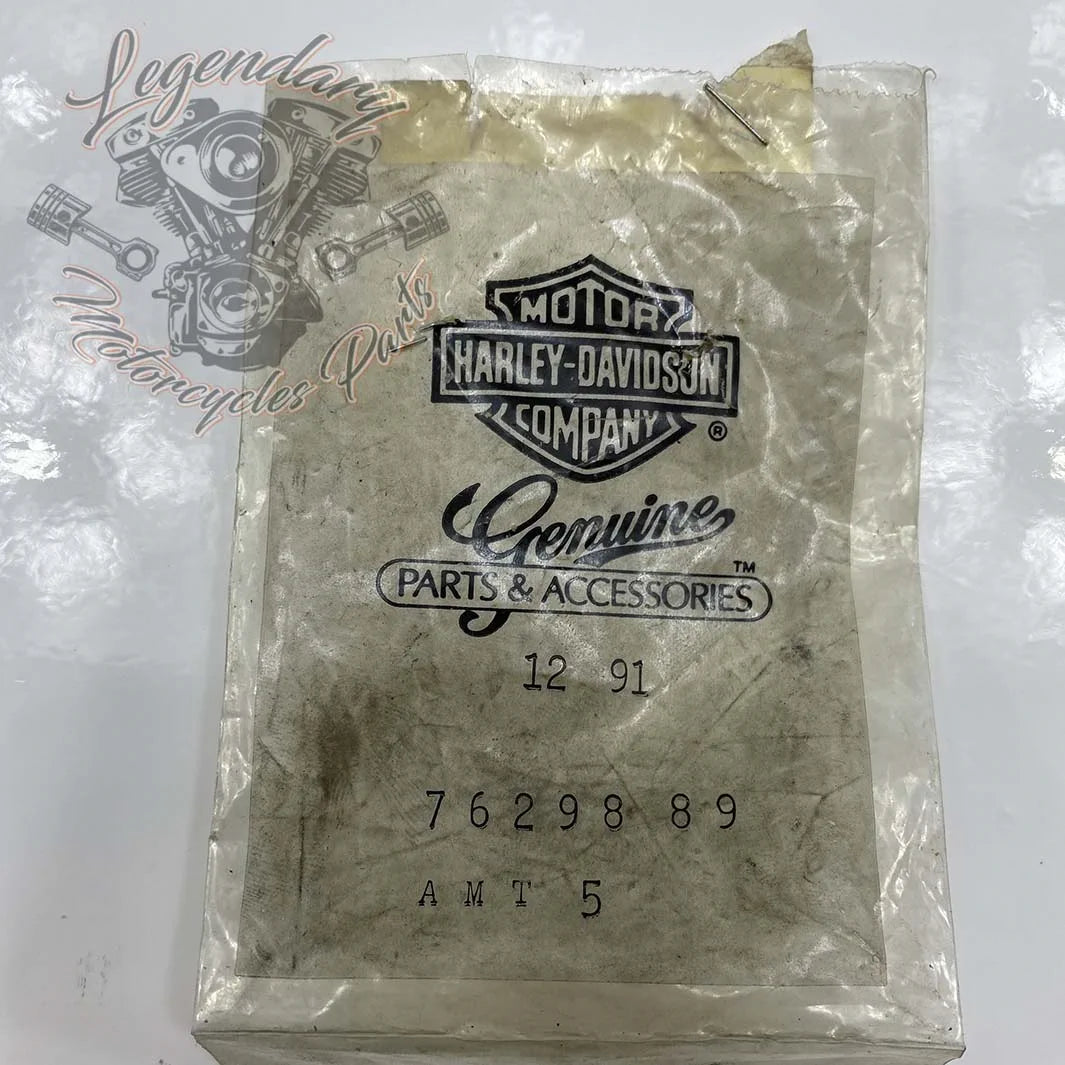 Legendary
Motorcycles Parts
MOTOR
HARLEY-DAVIDSON
COMPANY
®
Genuine
PARTS & ACCESSORIES ™
12 91
76298 89
AMT 5